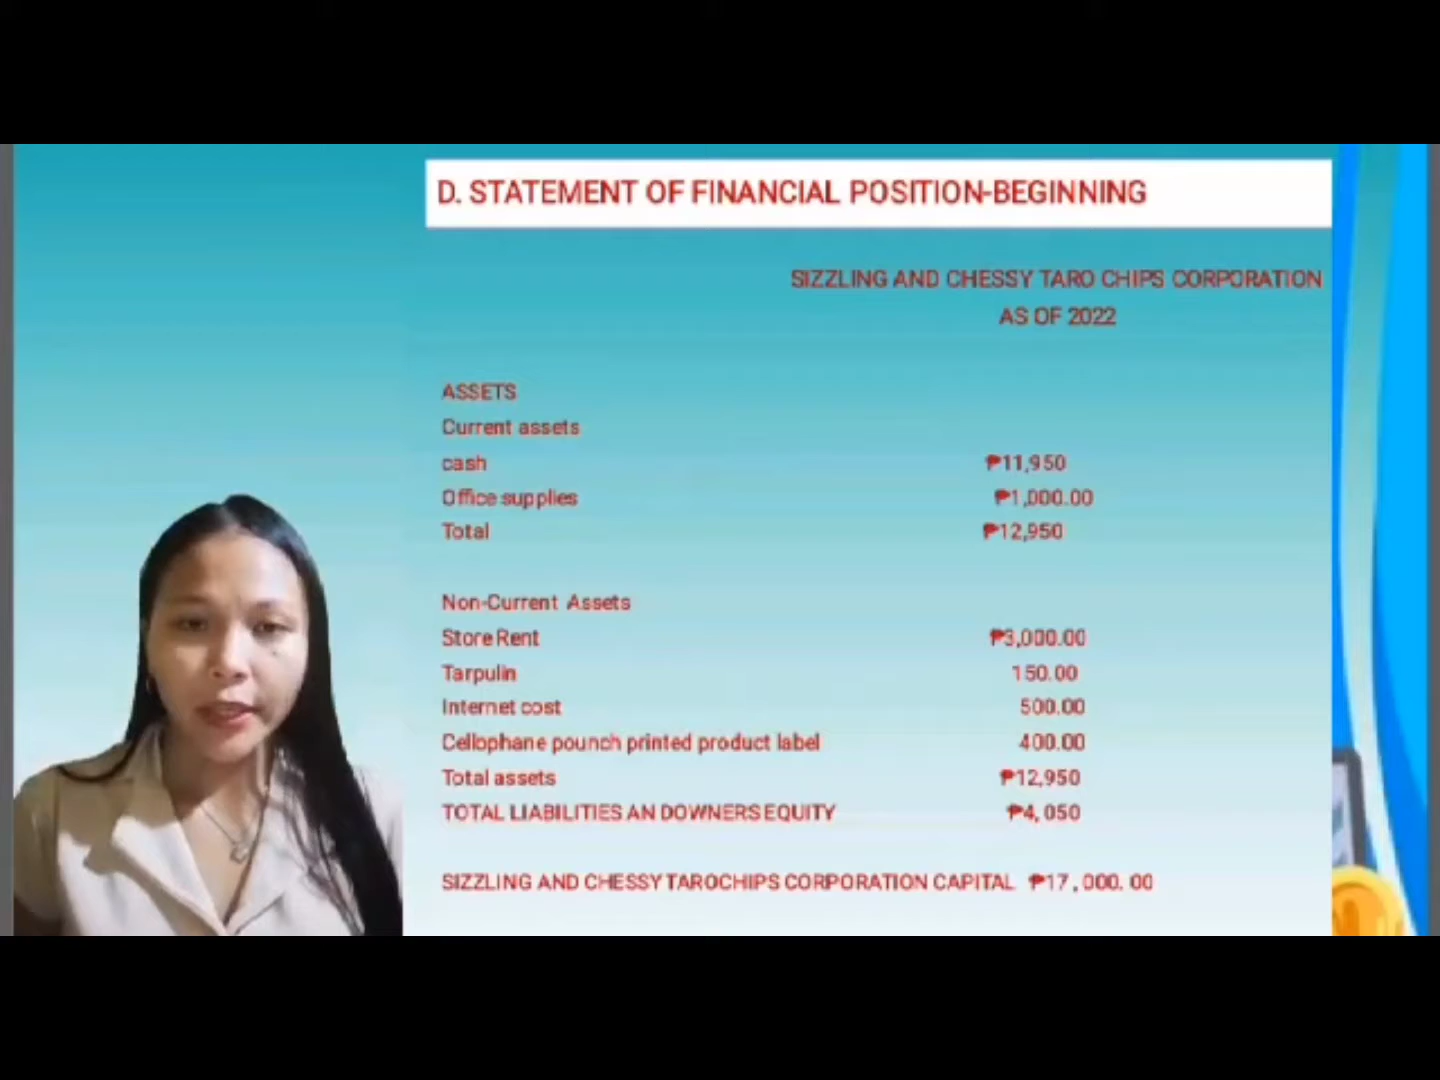 D. STATEMENT OF FINANCIAL POSITION-BEGINNING
SIZZLING AND CHESSY TARO CHIPS CORPORATION
AS OF 2022
ASSETS
Current assets
cash ₱11,950
Office supplies ₱1,000.00
Total ₱12,950
Non-Current Assets
Store Rent ₱3,000.00
Tarpulin 150.00
Internet cost 500.00
Cellophane pounch printed product label 400.00
Total assets ₱12,950
TOTAL LIABILITIES AN DOWNERS EQUITY ₱4, 050
SIZZLING AND CHESSY TAROCHIPS CORPORATION CAPITAL ₱17,000. 00